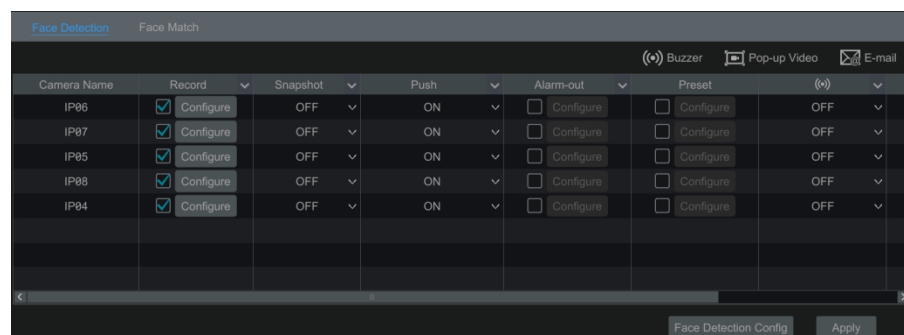 Face Detection Face Match
Buzzer Pop-up Video E-mail
Camera Name Record Snapshot Push Alarm-out Preset
IP06 Configure OFF ON Configure Configure OFF
IP07 Configure OFF ON Configure Configure OFF
IP05 Configure OFF ON Configure Configure OFF
IP08 Configure OFF ON Configure Configure OFF
IP04 Configure OFF ON Configure Configure OFF
Face Detection Config Apply